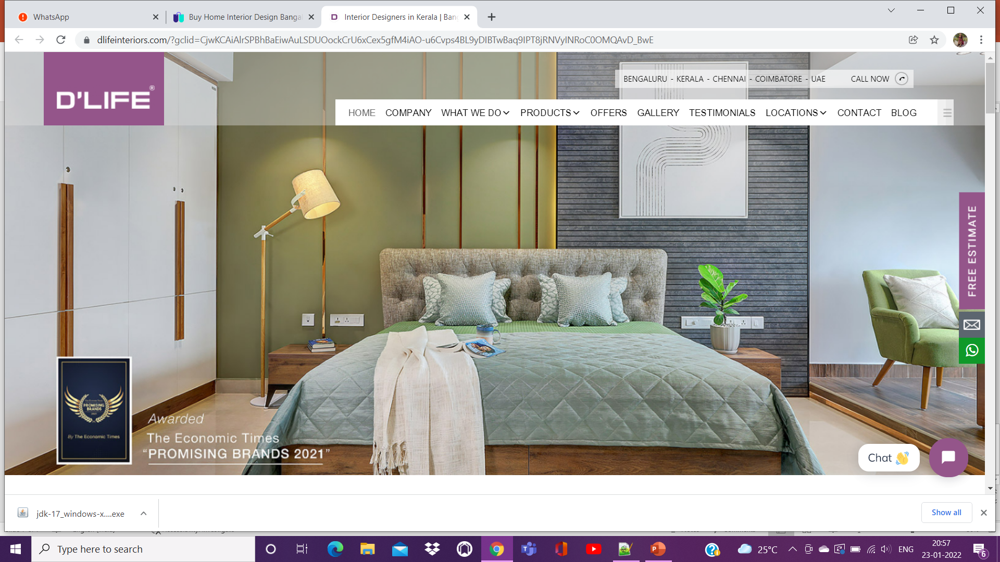 WhatsApp
Buy Home Interior Design Banga
Interior Designers in Kerala | Bang
dlifeinteriors.com/?gclid=CjwKCAiAlrSPBhBaEiwAuLSDUOockCrU6xCex5gfM4iAO-u6Cvps4BL9yDIBTwBaq9IPT8jRNVyINRoC0OMQAvD_BwE
D'LIFE®
BENGALURU - KERALA - CHENNAI - COIMBATORE - UAE CALL NOW
HOME COMPANY WHAT WE DO PRODUCTS OFFERS GALLERY TESTIMONIALS LOCATIONS CONTACT BLOG
FREE ESTIMATE
PROMISING
BRANDS
By The Economic Times
Awarded
The Economic Times
"PROMISING BRANDS 2021"
Chat 👋
jdk-17_windows-x....exe
Show all
Type here to search
25°C
ENG
20:57
23-01-2022
6